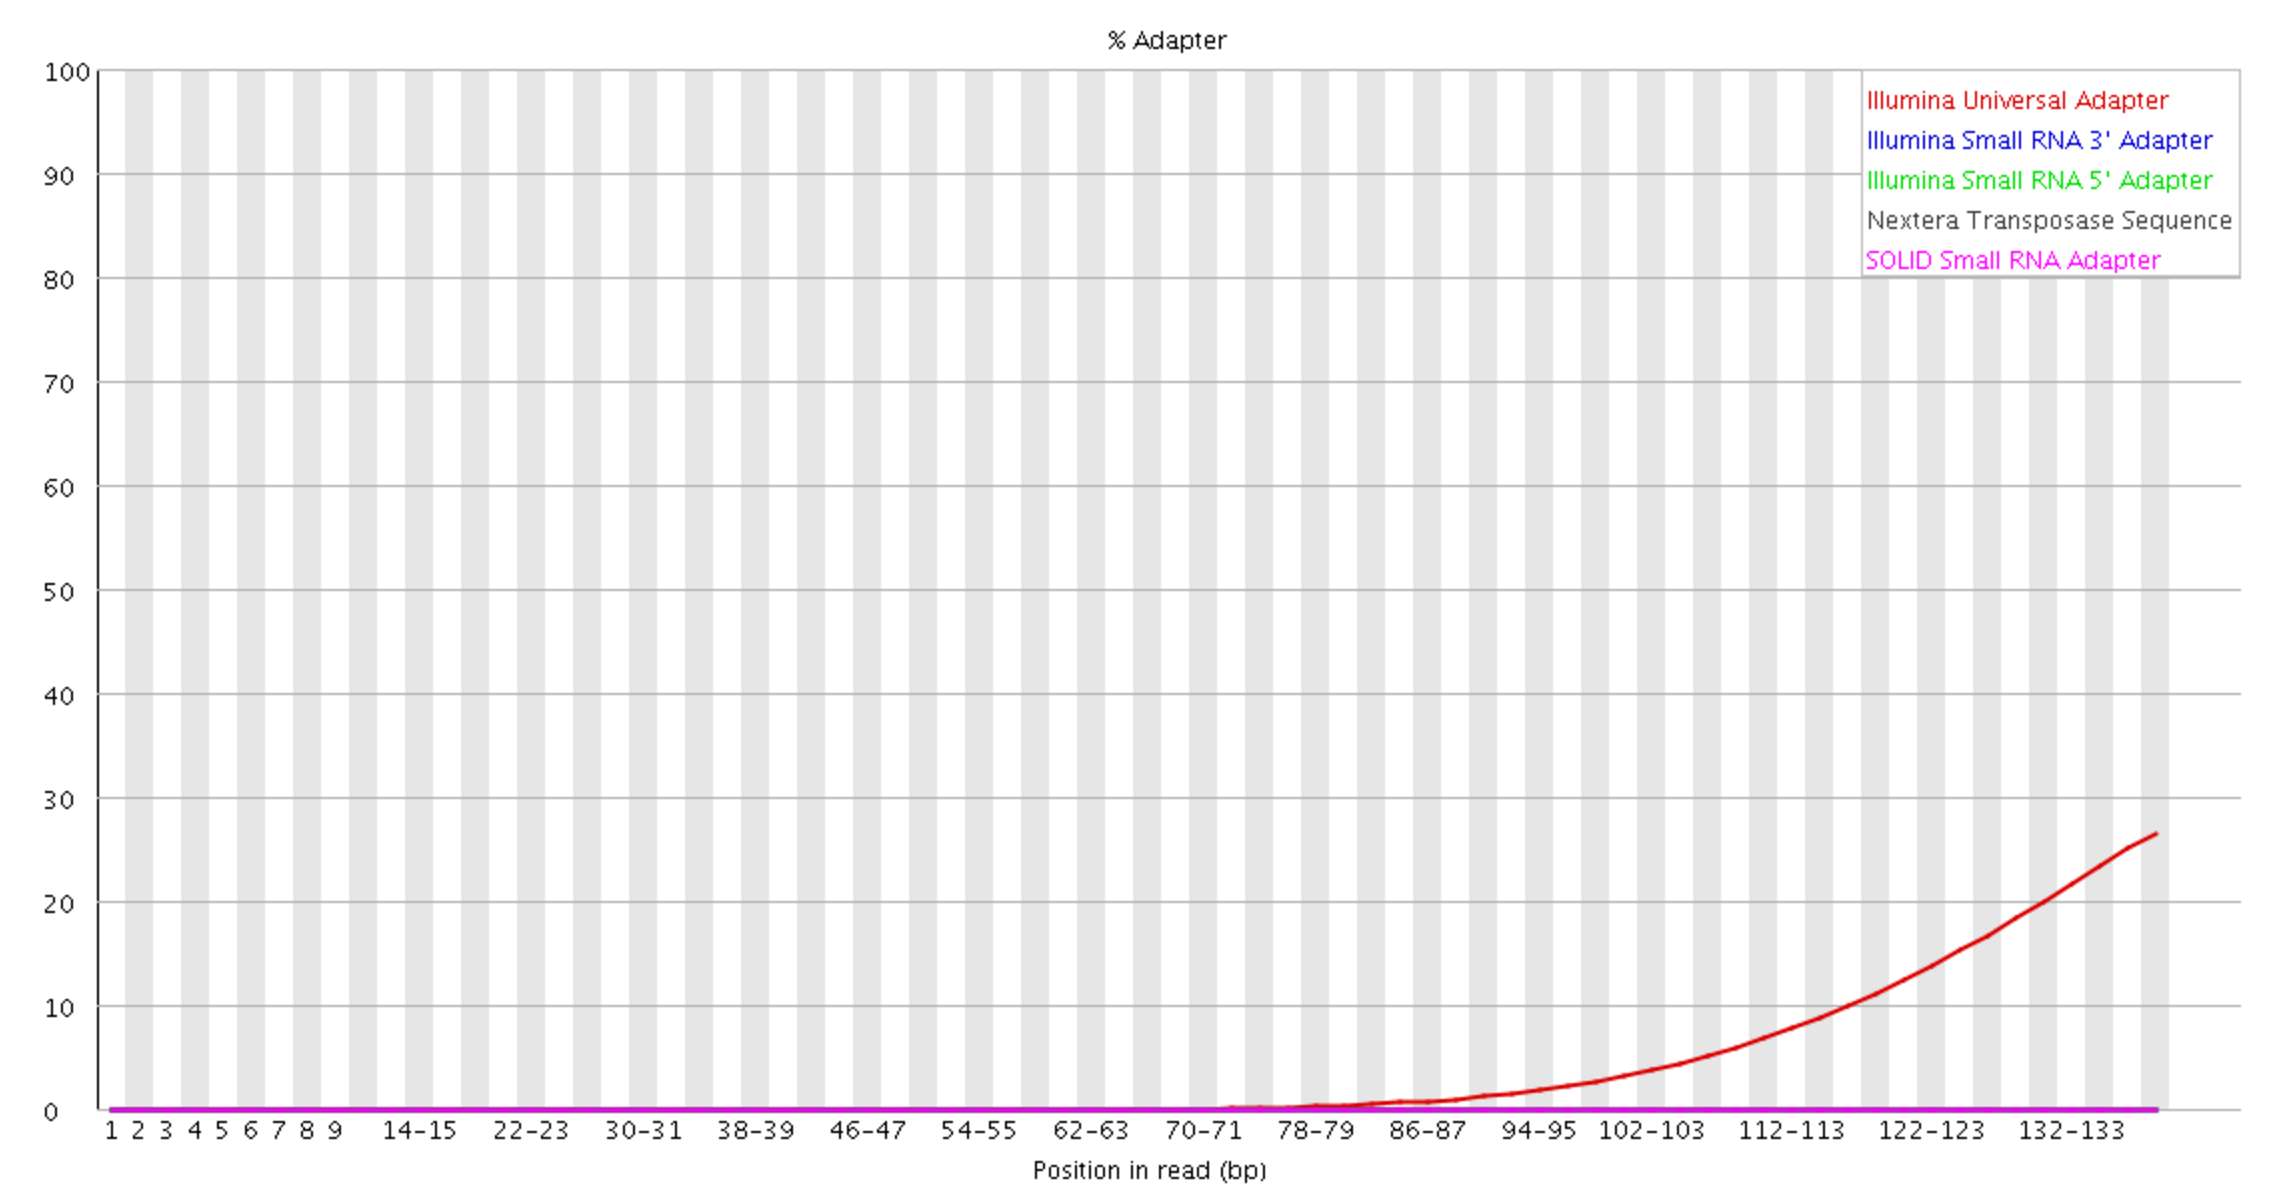 % Adapter
100
90
80
70
60
50
40
30
20
10
0
Illumina Universal Adapter
Illumina Small RNA 3' Adapter
Illumina Small RNA 5' Adapter
Nextera Transposase Sequence
SOLID Small RNA Adapter
1 2 3 4 5 6 7 8 9 14-15 22-23 30-31 38-39 46-47 54-55 62-63 70-71 78-79 86-87 94-95 102-103 112-113 122-123 132-133
Position in read (bp)